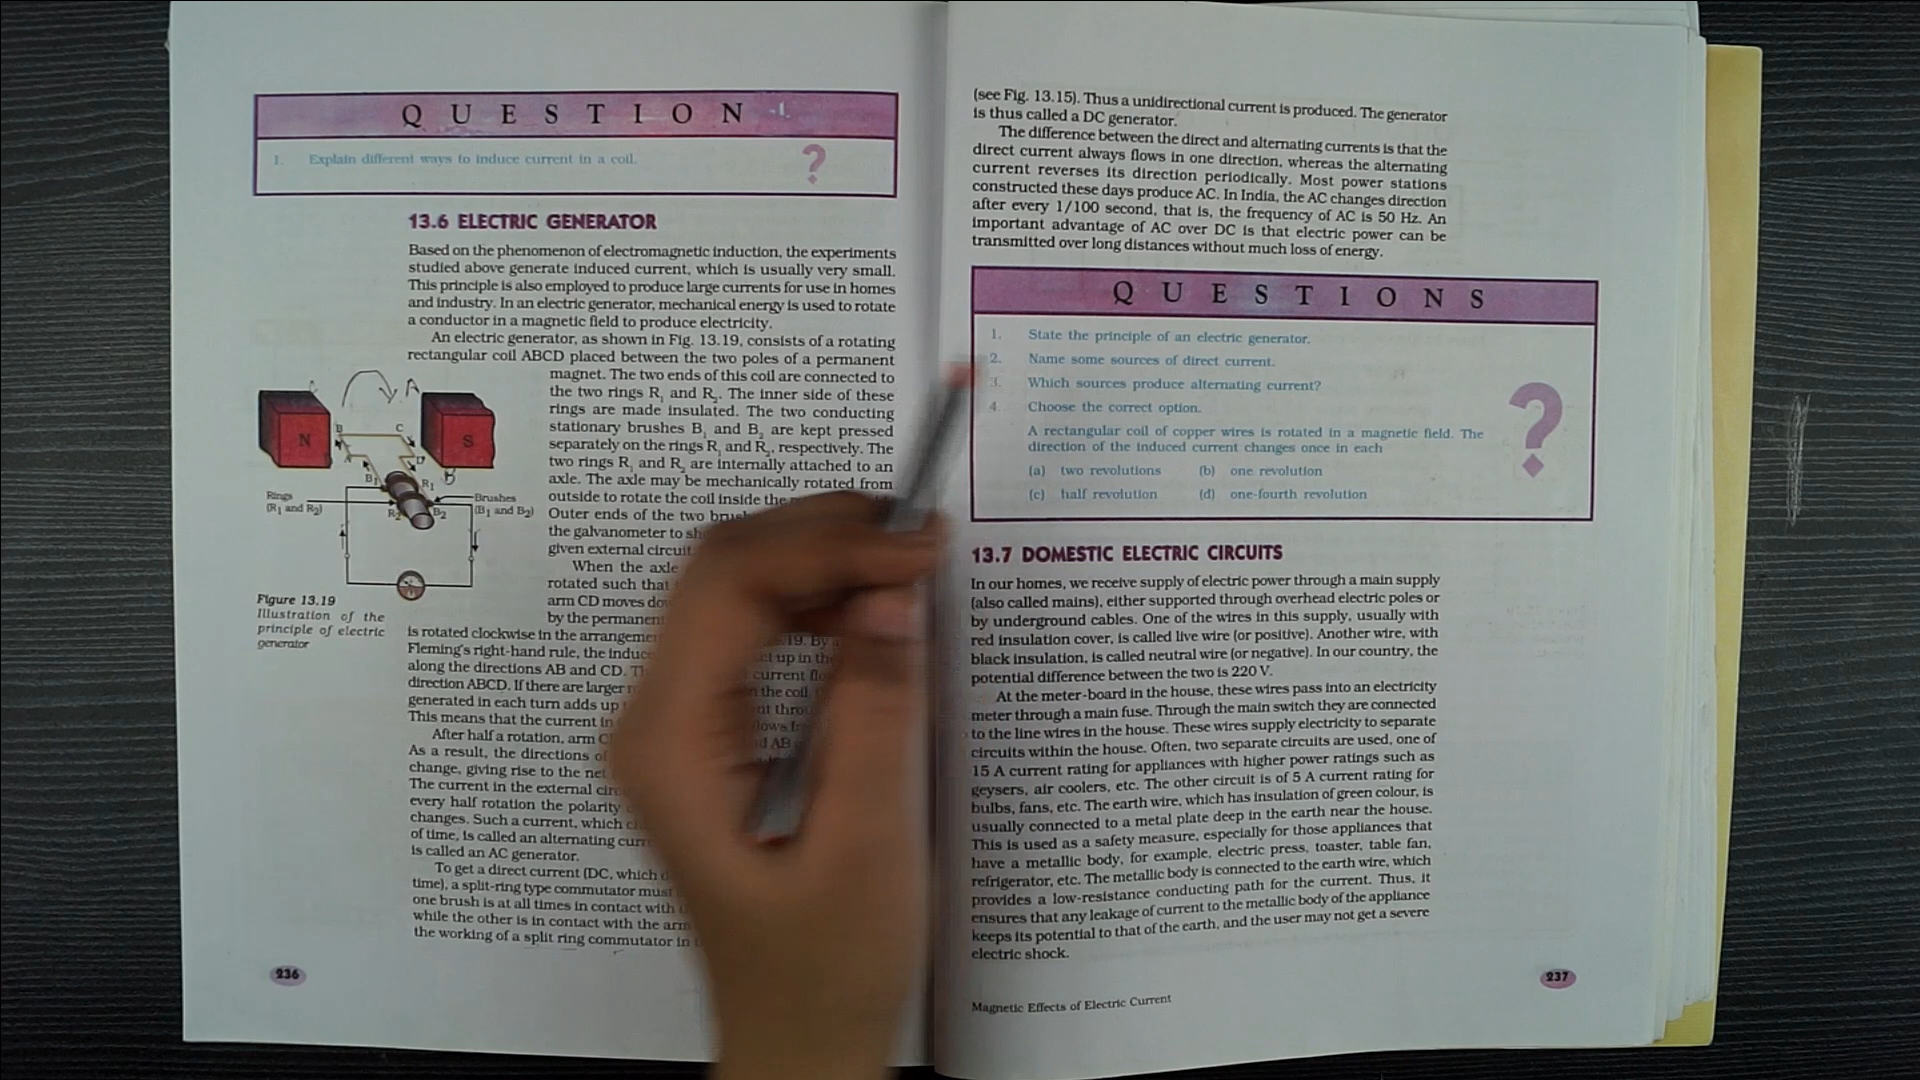 Q U E S T I O N
1. Explain different ways to induce current in a coil.
?
13.6 ELECTRIC GENERATOR
Based on the phenomenon of electromagnetic induction, the experiments
studied above generate induced current, which is usually very small.
This principle is also employed to produce large currents for use in homes
and industry. In an electric generator, mechanical energy is used to rotate
a conductor in a magnetic field to produce electricity.
An electric generator, as shown in Fig. 13.19, consists of a rotating
rectangular coil ABCD placed between the two poles of a permanent
magnet. The two ends of this coil are connected to
the two rings R1 and R2. The inner side of these
rings are made insulated. The two conducting
stationary brushes B1 and B2 are kept pressed
separately on the rings R1 and R2, respectively. The
two rings R1 and R2 are internally attached to an
axle. The axle may be mechanically rotated from
outside to rotate the coil inside the
Outer ends of the two
the galvanometer to
given external circuit.
When the axle
rotated such that
arm CD moves
by the permanent
is rotated clockwise in the 13.19. By
Fleming's right-hand rule, the up in the
along the directions AB and CD. current
direction ABCD. If there are larger in the coil.
generated in each turn adds up
This means that the current in
After half a rotation, arm
As a result, the directions of
change, giving rise to the net
The current in the external
every half rotation the polarity
changes. Such a current, which
of time, is called an alternating
is called an AC generator.
To get a direct current (DC, which
time), a split-ring type commutator must
one brush is at all times in contact with
while the other is in contact with the arm
the working of a split ring commutator in
N
S
A
B
B
C
A
D
B1
R1
R2
B2
Rings
(R1 and R2)
Brushes
(B1 and B2)
Figure 13.19
Illustration of the
principle of electric
generator
236
(see Fig. 13.15). Thus a unidirectional current is produced. The generator
is thus called a DC generator.
The difference between the direct and alternating currents is that the
direct current always flows in one direction, whereas the alternating
current reverses its direction periodically. Most power stations
constructed these days produce AC. In India, the AC changes direction
after every 1/100 second, that is, the frequency of AC is 50 Hz. An
important advantage of AC over DC is that electric power can be
transmitted over long distances without much loss of energy.
Q U E S T I O N S
1. State the principle of an electric generator.
2. Name some sources of direct current.
3. Which sources produce alternating current?
4. Choose the correct option.
A rectangular coil of copper wires is rotated in a magnetic field. The
direction of the induced current changes once in each
(a) two revolutions (b) one revolution
(c) half revolution (d) one-fourth revolution
?
13.7 DOMESTIC ELECTRIC CIRCUITS
In our homes, we receive supply of electric power through a main supply
(also called mains), either supported through overhead electric poles or
by underground cables. One of the wires in this supply, usually with
red insulation cover, is called live wire (or positive). Another wire, with
black insulation, is called neutral wire (or negative). In our country, the
potential difference between the two is 220 V.
At the meter-board in the house, these wires pass into an electricity
meter through a main fuse. Through the main switch they are connected
to the line wires in the house. These wires supply electricity to separate
circuits within the house. Often, two separate circuits are used, one of
15 A current rating for appliances with higher power ratings such as
geysers, air coolers, etc. The other circuit is of 5 A current rating for
bulbs, fans, etc. The earth wire, which has insulation of green colour, is
usually connected to a metal plate deep in the earth near the house.
This is used as a safety measure, especially for those appliances that
have a metallic body, for example, electric press, toaster, table fan,
refrigerator, etc. The metallic body is connected to the earth wire, which
provides a low-resistance conducting path for the current. Thus, it
ensures that any leakage of current to the metallic body of the appliance
keeps its potential to that of the earth, and the user may not get a severe
electric shock.
Magnetic Effects of Electric Current
237